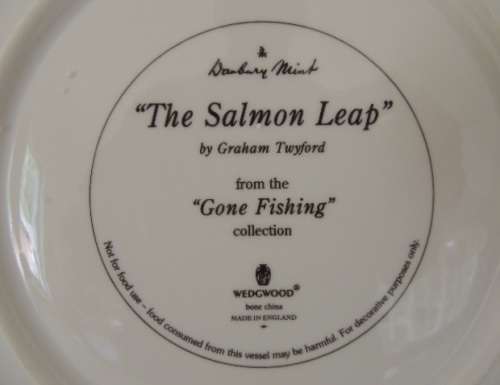 Danbury Mint
“The Salmon Leap”
by Graham Twyford
from the
“Gone Fishing”
collection
WEDGWOOD®
bone china
MADE IN ENGLAND
Not for food use – food consumed from this vessel may be harmful. For decorative purposes only.